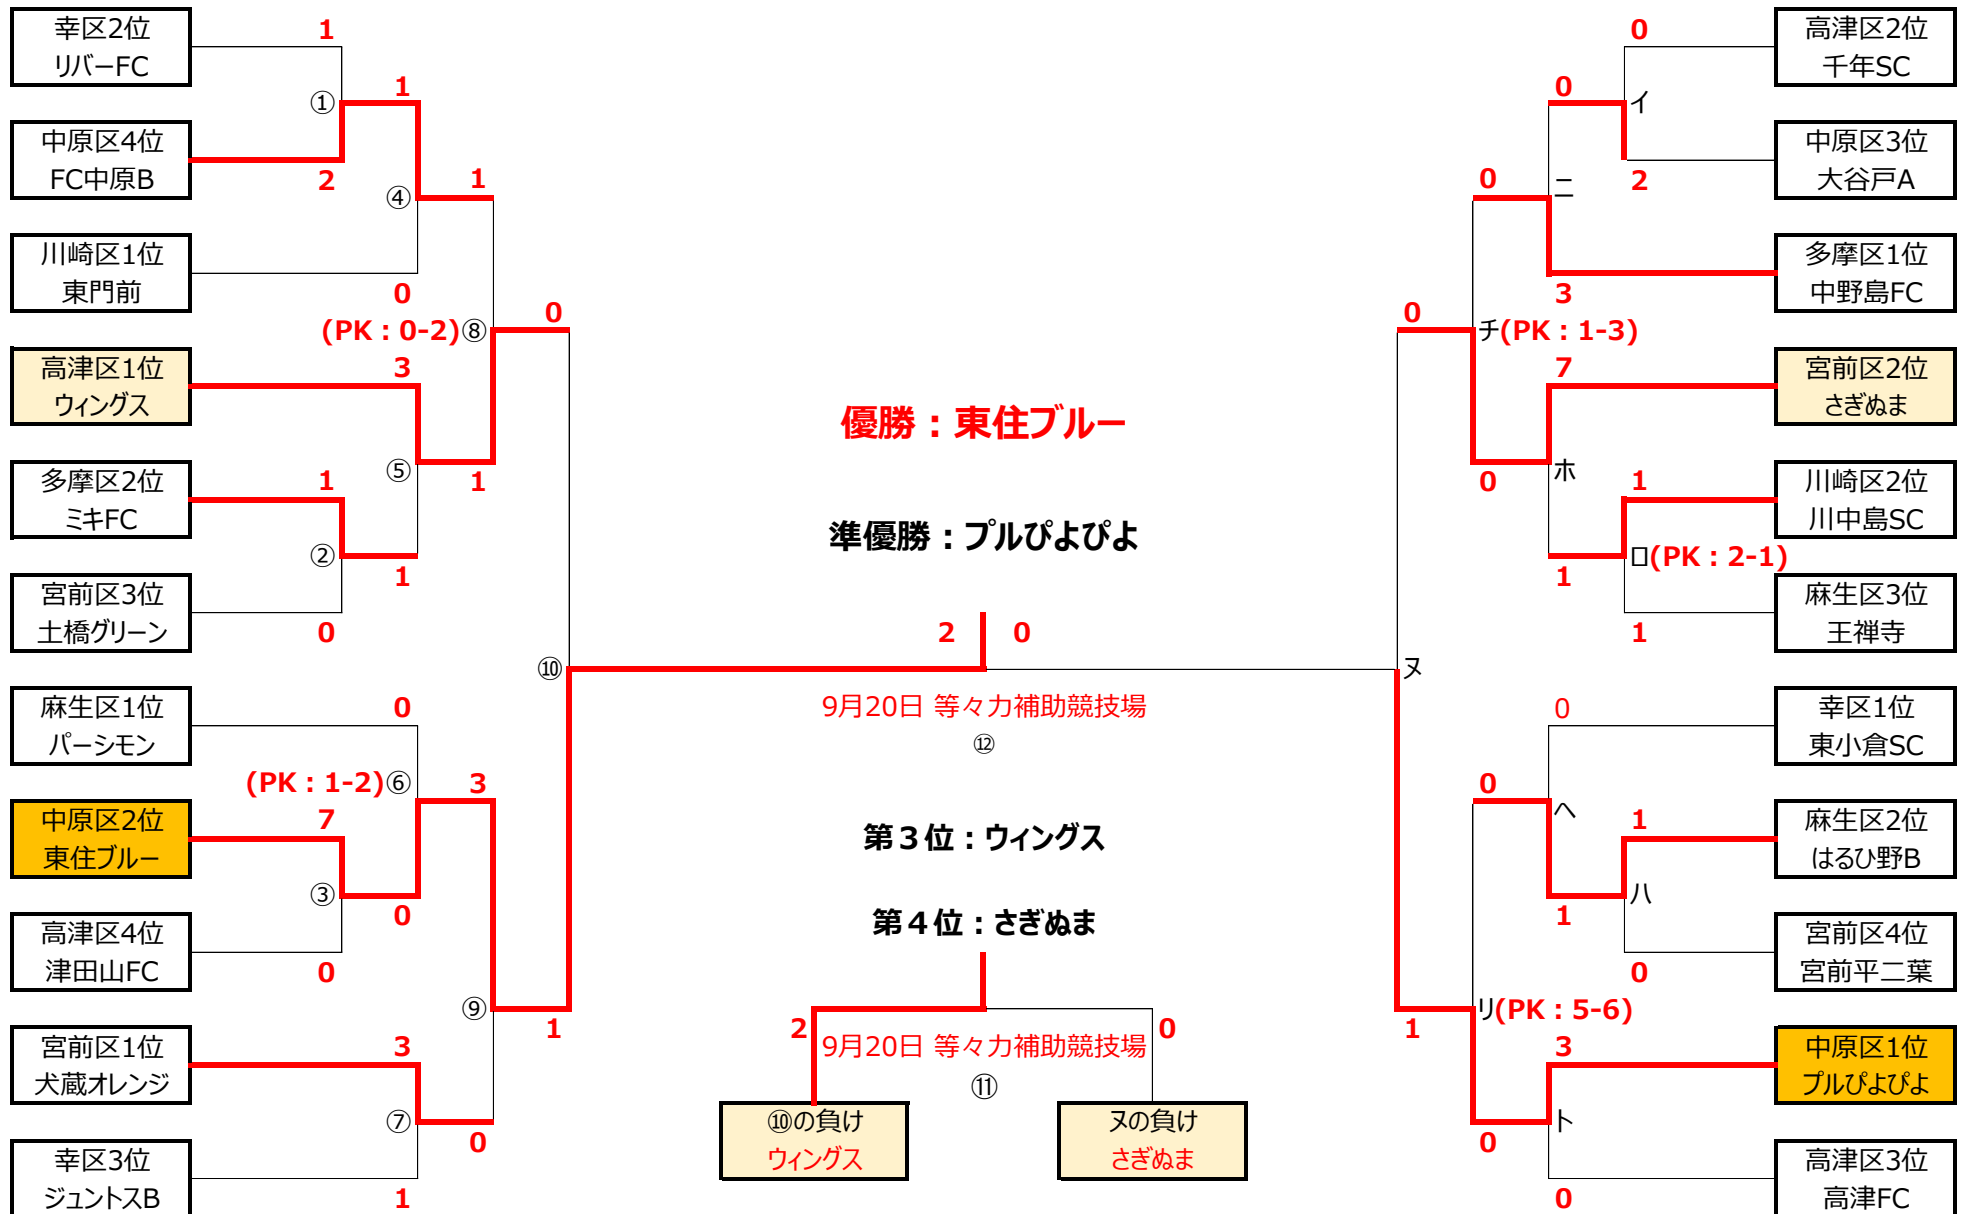 幸区2位
リバーFC
1
①
1
中原区4位
FC中原B
2
④
1
川崎区1位
東門前
0
(PK：0-2)⑧
0
高津区1位
ウィングス
3
⑤
1
多摩区2位
ミキFC
1
②
1
宮前区3位
土橋グリーン
0
⑩
麻生区1位
パーシモン
0
(PK：1-2)⑥
3
中原区2位
東住ブルー
7
③
0
高津区4位
津田山FC
0
⑨
1
宮前区1位
犬蔵オレンジ
3
⑦
0
幸区3位
ジュントスB
1
優勝：東住ブルー
準優勝：プルぴよぴよ
2 0
9月20日 等々力補助競技場
⑫
第３位：ウィングス
第４位：さぎぬま
2
0
9月20日 等々力補助競技場
⑪
⑩の負け
ウィングス
ヌの負け
さぎぬま
高津区2位
千年SC
0
イ
0
中原区3位
大谷戸A
2
ニ
0
多摩区1位
中野島FC
3
チ(PK：1-3)
0
宮前区2位
さぎぬま
7
ホ
0
川崎区2位
川中島SC
1
ロ(PK：2-1)
1
麻生区3位
王禅寺
1
ヌ
幸区1位
東小倉SC
0
ヘ
0
麻生区2位
はるひ野B
1
ハ
1
宮前区4位
宮前平二葉
0
リ(PK：5-6)
1
中原区1位
プルぴよぴよ
3
ト
0
高津区3位
高津FC
0